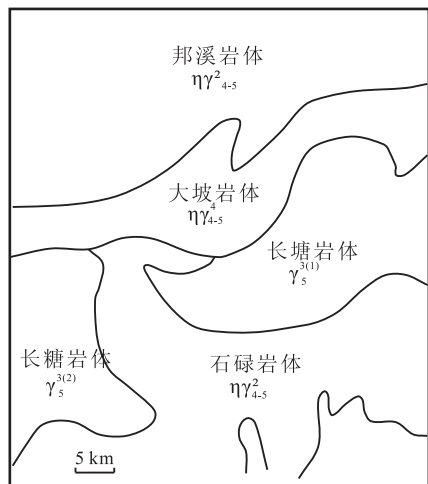 邦溪岩体
ηγ²₄₋₅
大坡岩体
ηγ⁴₄₋₅
长塘岩体
γ₅³⁽¹⁾
长糖岩体
γ₅³⁽²⁾
石碌岩体
ηγ²₄₋₅
5 km